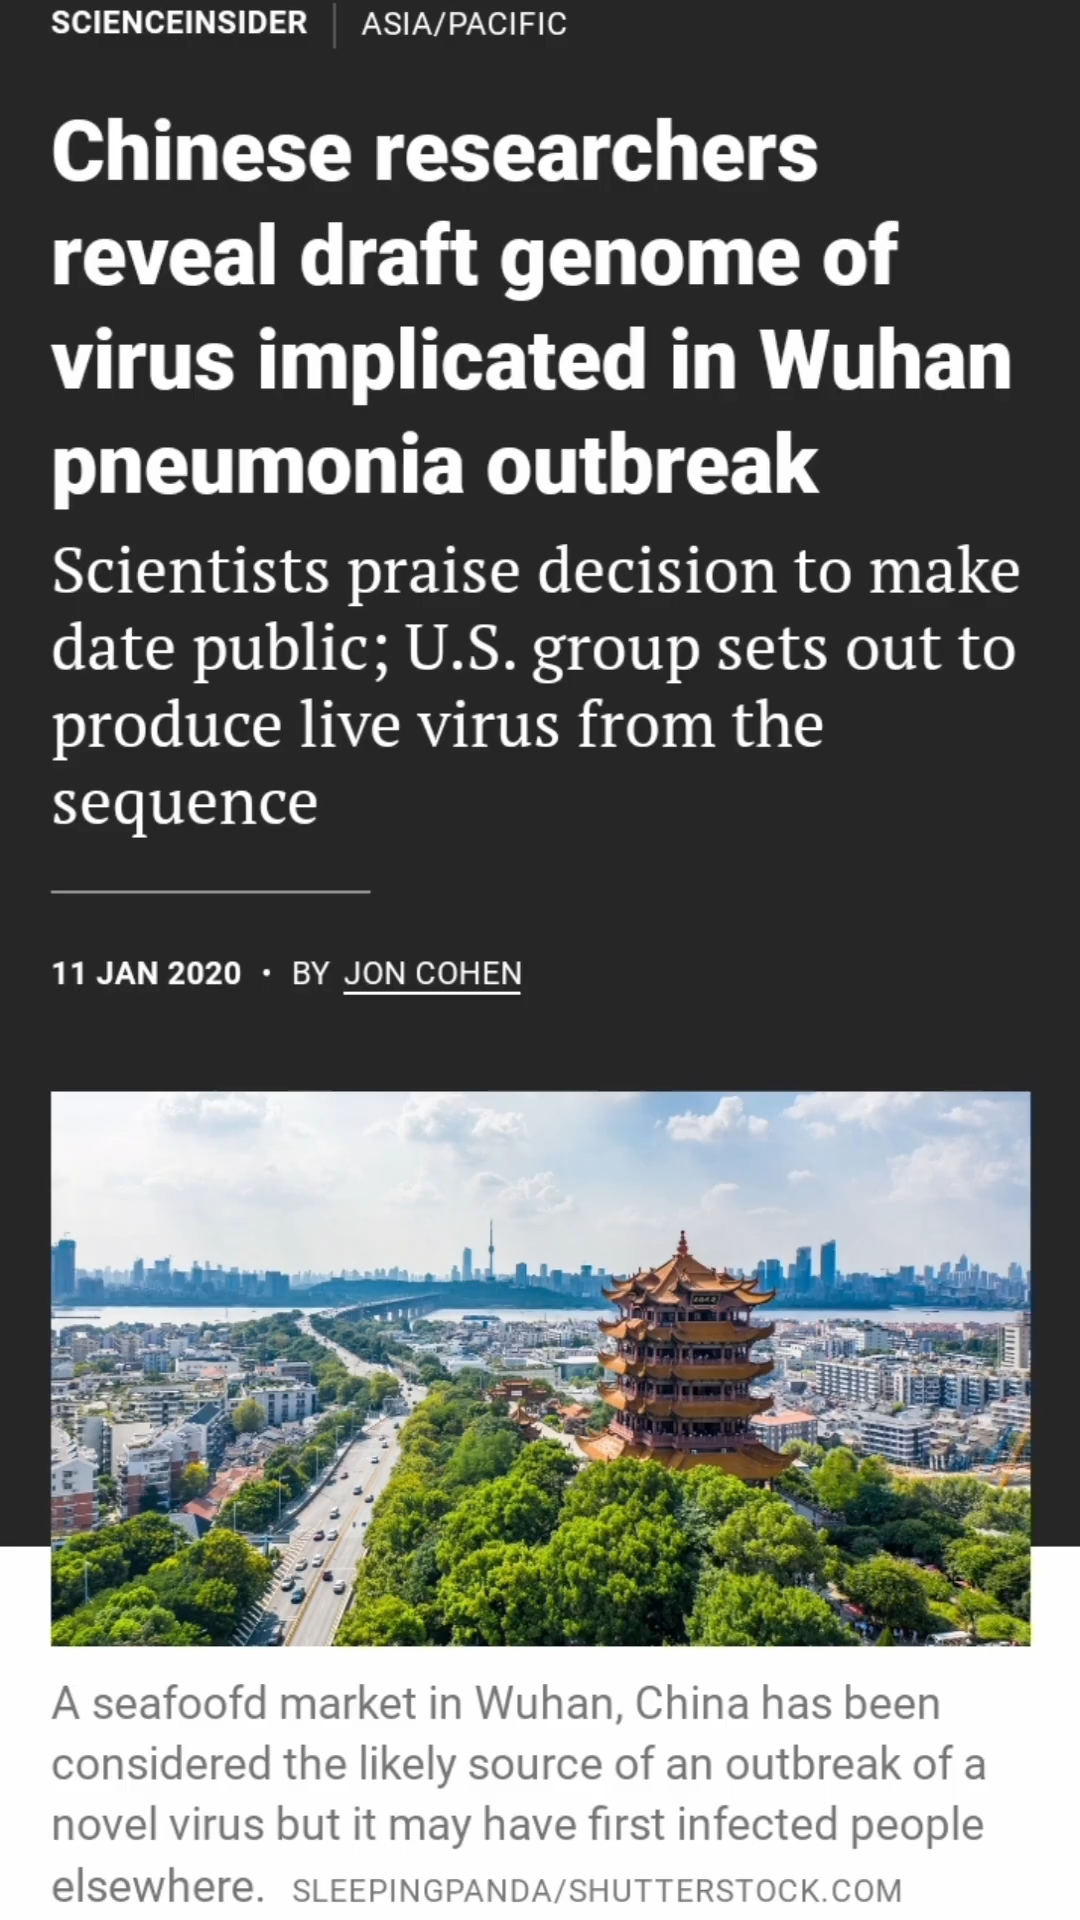 SCIENCEINSIDER | ASIA/PACIFIC
Chinese researchers
reveal draft genome of
virus implicated in Wuhan
pneumonia outbreak
Scientists praise decision to make
date public; U.S. group sets out to
produce live virus from the
sequence
11 JAN 2020 • BY JON COHEN
A seafoofd market in Wuhan, China has been
considered the likely source of an outbreak of a
novel virus but it may have first infected people
elsewhere. SLEEPINGPANDA/SHUTTERSTOCK.COM